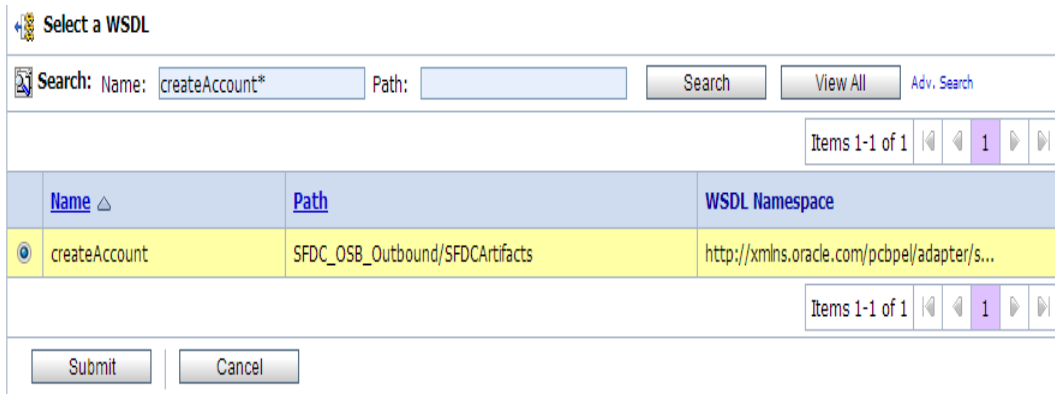 Select a WSDL
Search: Name: createAccount* Path: Search View All Adv. Search
Items 1-1 of 1 1
Name Path WSDL Namespace
createAccount SFDC_OSB_Outbound/SFDCArtifacts http://xmlns.oracle.com/pcbpel/adapter/s...
Items 1-1 of 1 1
Submit Cancel